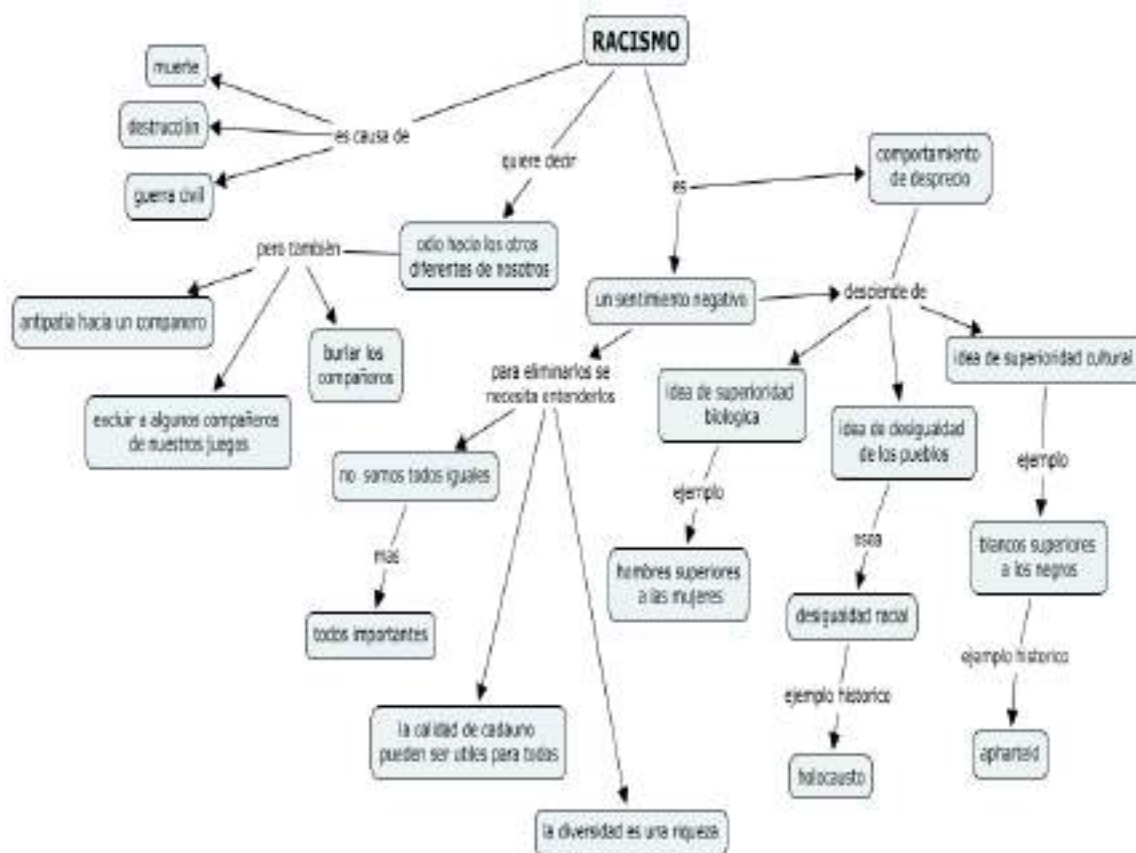 RACISMO
muerte
destrucción
guerra civil
es causa de
quiere decir
es
comportamiento
de desprecio
odio hacia los otros
diferentes de nosotros
pero también
antipatía hacia un compañero
burlar los
compañeros
excluir a algunos compañeros
de nuestros juegos
un sentimiento negativo
desciende de
para eliminarlos se
necesita entenderlos
no somos todos iguales
mas
todos importantes
la calidad de cadauno
pueden ser utiles para todos
la diversidad es una riqueza
idea de superioridad
biologica
ejemplo
hombres superiores
a las mujeres
idea de desigualdad
de los pueblos
osea
desigualdad racial
ejemplo historico
holocausto
idea de superioridad cultural
ejemplo
blancos superiores
a los negros
ejemplo historico
apharteid